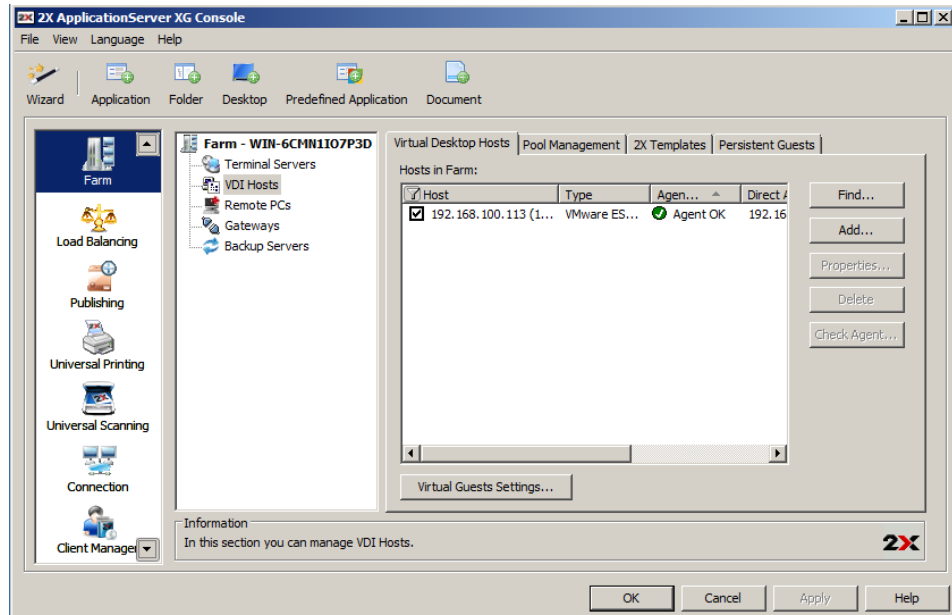 2X ApplicationServer XG Console
File View Language Help
Wizard Application Folder Desktop Predefined Application Document
Farm
Load Balancing
Publishing
Universal Printing
Universal Scanning
Connection
Client Manager
Farm - WIN-6CMN1IO7P3D
Terminal Servers
VDI Hosts
Remote PCs
Gateways
Backup Servers
Virtual Desktop Hosts Pool Management 2X Templates Persistent Guests
Hosts in Farm:
Host Type Agen... Direct A
192.168.100.113 (1... VMware ES... Agent OK 192.16
Find...
Add...
Properties...
Delete
Check Agent...
Virtual Guests Settings...
Information
In this section you can manage VDI Hosts.
2X
OK Cancel Apply Help